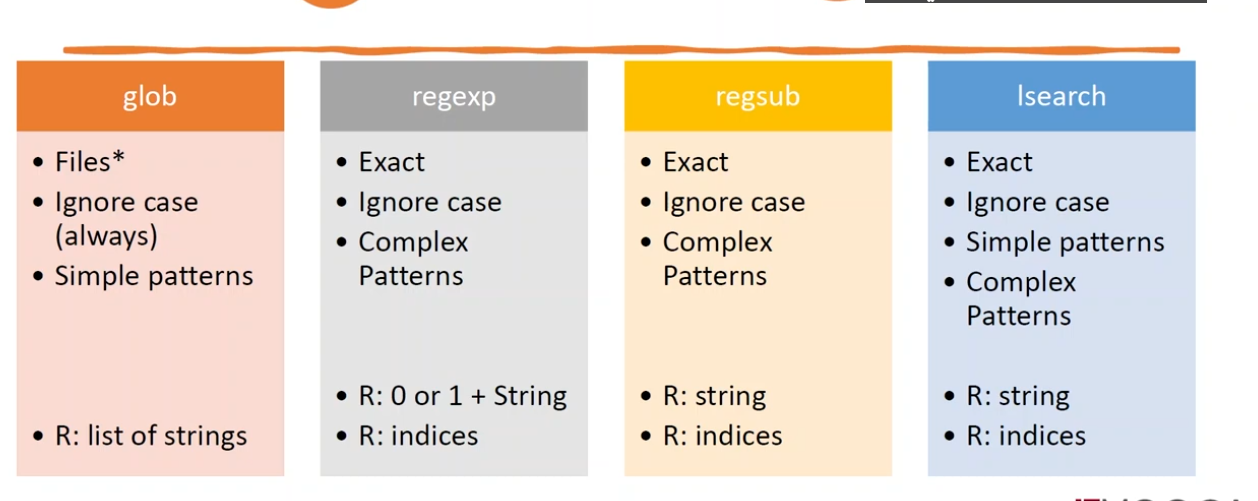 glob
• Files*
• Ignore case
(always)
• Simple patterns
• R: list of strings
regexp
• Exact
• Ignore case
• Complex
Patterns
• R: 0 or 1 + String
• R: indices
regsub
• Exact
• Ignore case
• Complex
Patterns
• R: string
• R: indices
lsearch
• Exact
• Ignore case
• Simple patterns
• Complex
Patterns
• R: string
• R: indices